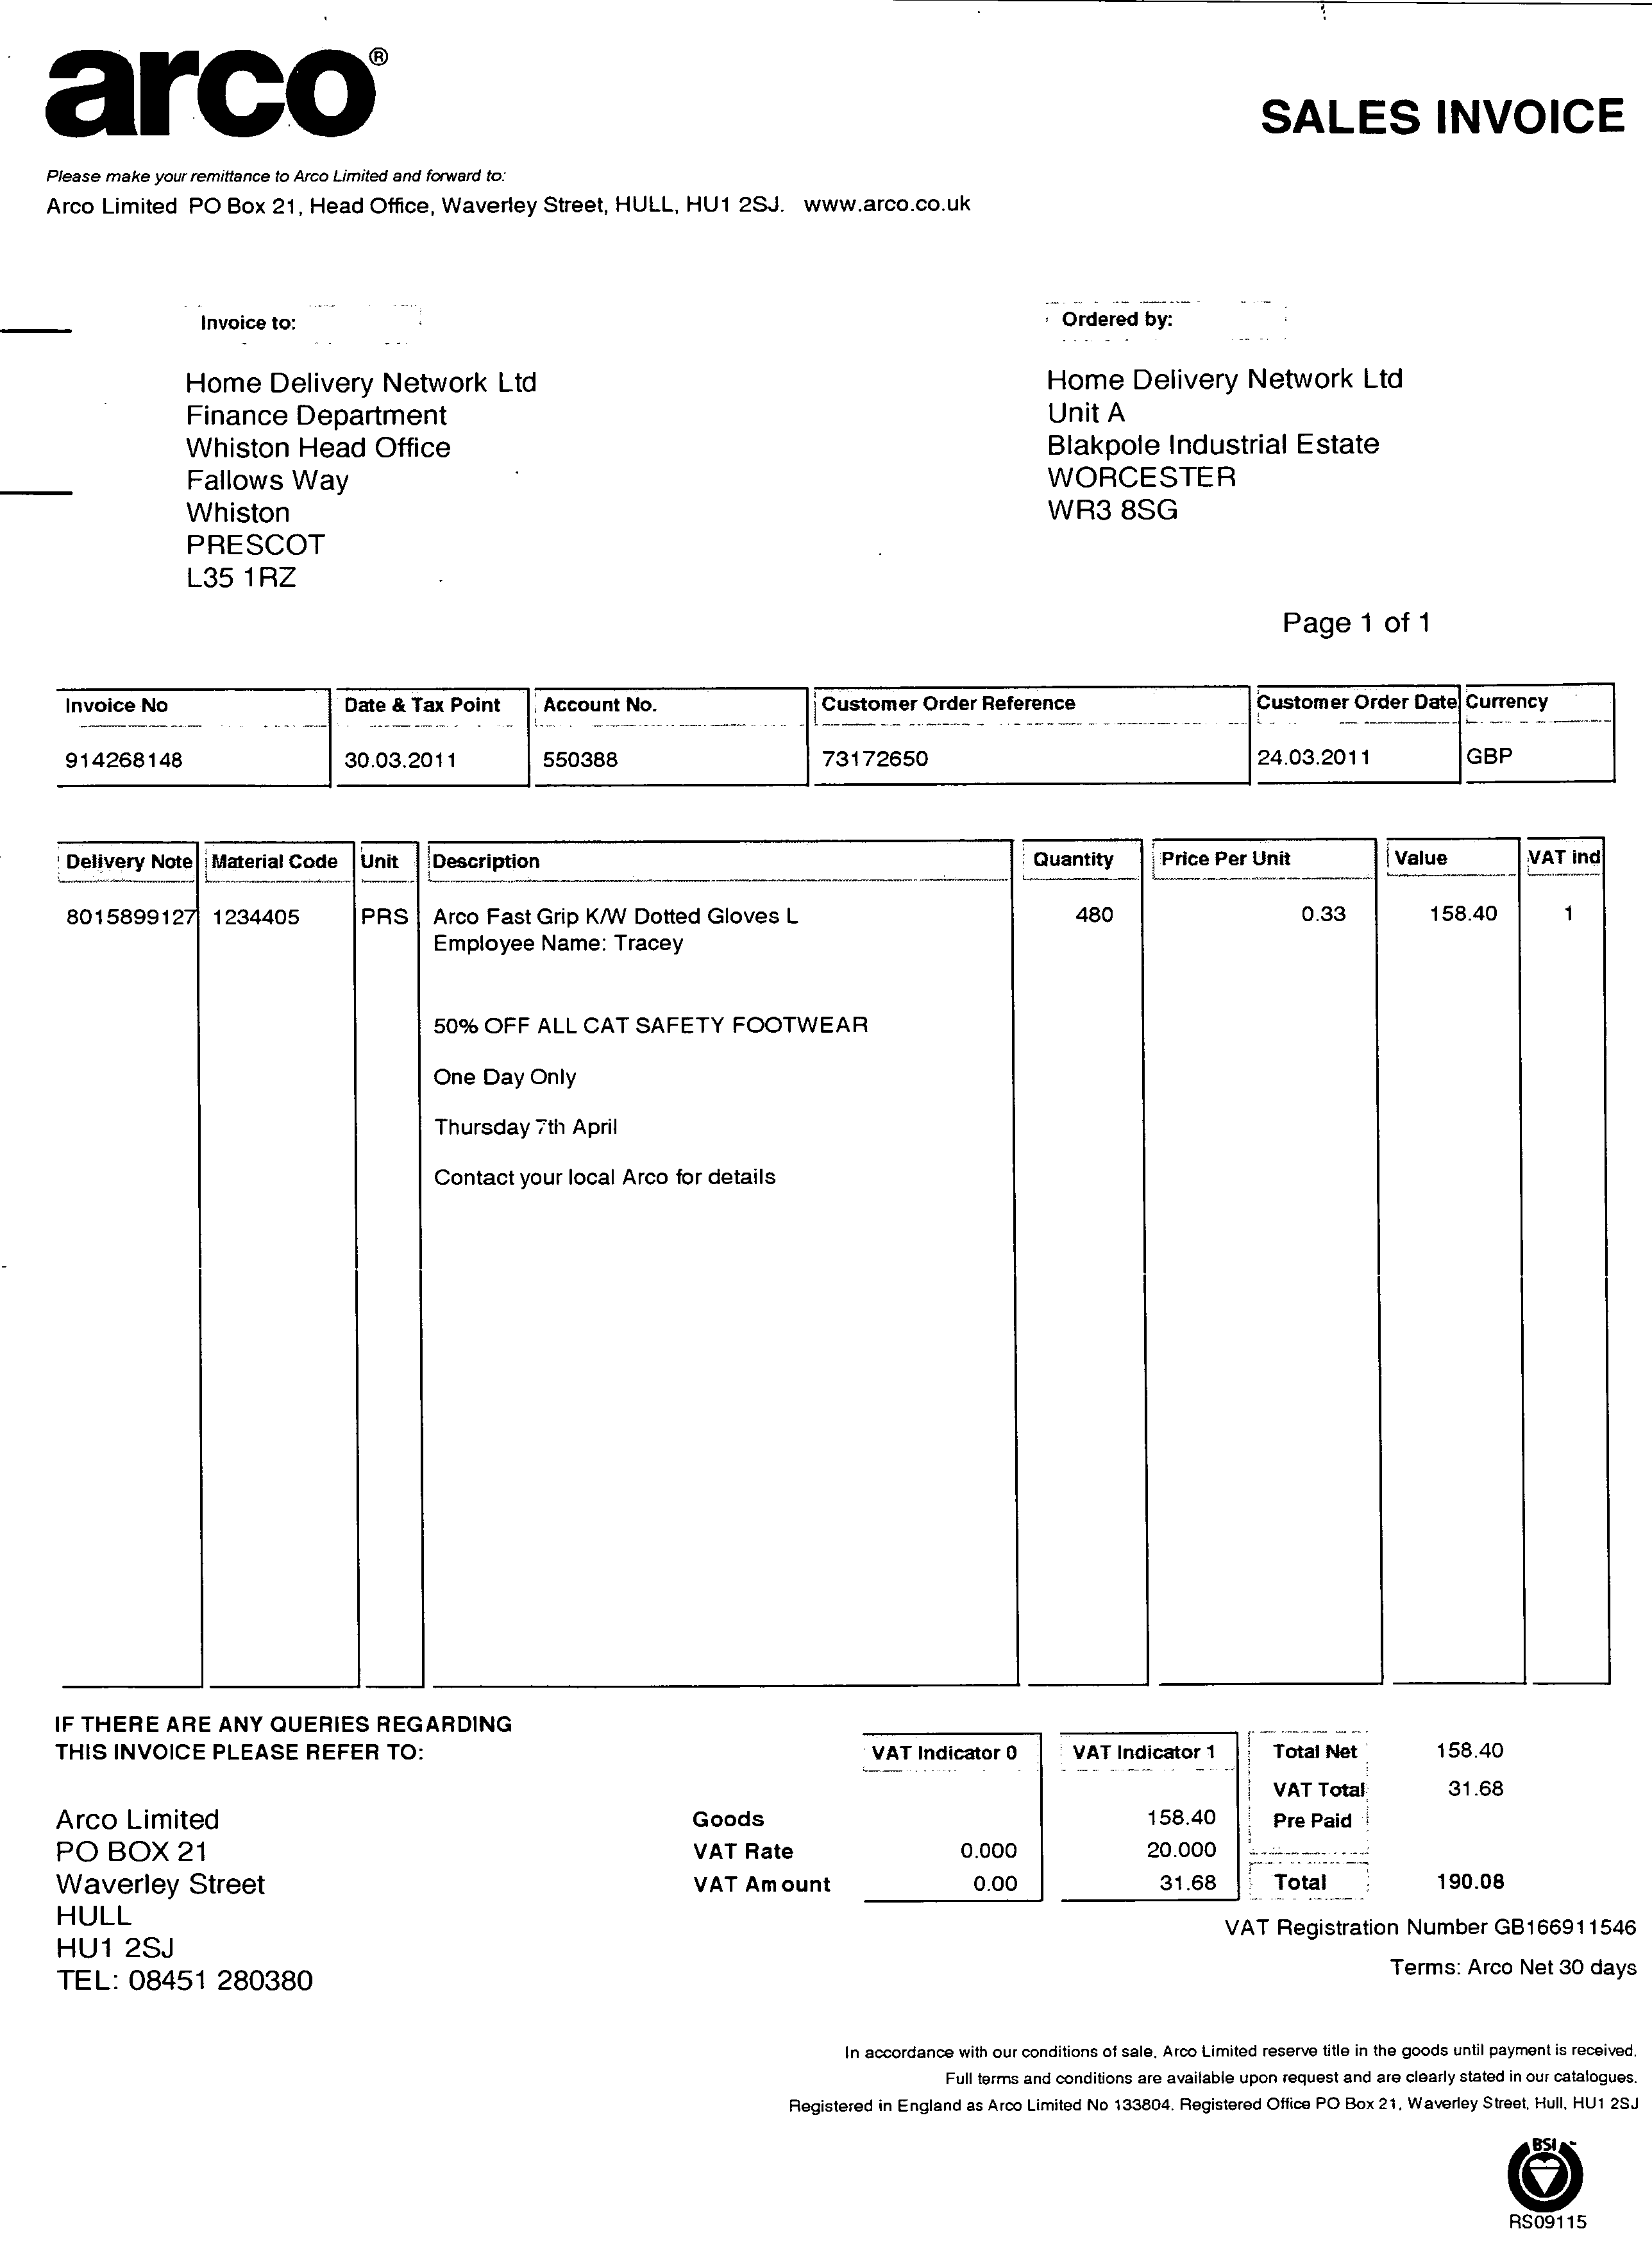 arco®
SALES INVOICE
Please make your remittance to Arco Limited and forward to:
Arco Limited PO Box 21, Head Office, Waverley Street, HULL, HU1 2SJ. www.arco.co.uk
Invoice to:
Home Delivery Network Ltd
Finance Department
Whiston Head Office
Fallows Way
Whiston
PRESCOT
L35 1RZ
Ordered by:
Home Delivery Network Ltd
Unit A
Blakpole Industrial Estate
WORCESTER
WR3 8SG
Page 1 of 1
Invoice No Date & Tax Point Account No. Customer Order Reference Customer Order Date Currency
914268148 30.03.2011 550388 73172650 24.03.2011 GBP
Delivery Note Material Code Unit Description Quantity Price Per Unit Value VAT ind
8015899127 1234405 PRS Arco Fast Grip K/W Dotted Gloves L 480 0.33 158.40 1
Employee Name: Tracey
50% OFF ALL CAT SAFETY FOOTWEAR
One Day Only
Thursday 7th April
Contact your local Arco for details
IF THERE ARE ANY QUERIES REGARDING
THIS INVOICE PLEASE REFER TO:
Arco Limited
PO BOX 21
Waverley Street
HULL
HU1 2SJ
TEL: 08451 280380
VAT Indicator 0 VAT Indicator 1
Goods 158.40
VAT Rate 0.000 20.000
VAT Amount 0.00 31.68
Total Net 158.40
VAT Total 31.68
Pre Paid
Total 190.08
VAT Registration Number GB166911546
Terms: Arco Net 30 days
In accordance with our conditions of sale, Arco Limited reserve title in the goods until payment is received.
Full terms and conditions are available upon request and are clearly stated in our catalogues.
Registered in England as Arco Limited No 133804. Registered Office PO Box 21, Waverley Street, Hull, HU1 2SJ
BSI
RS09115